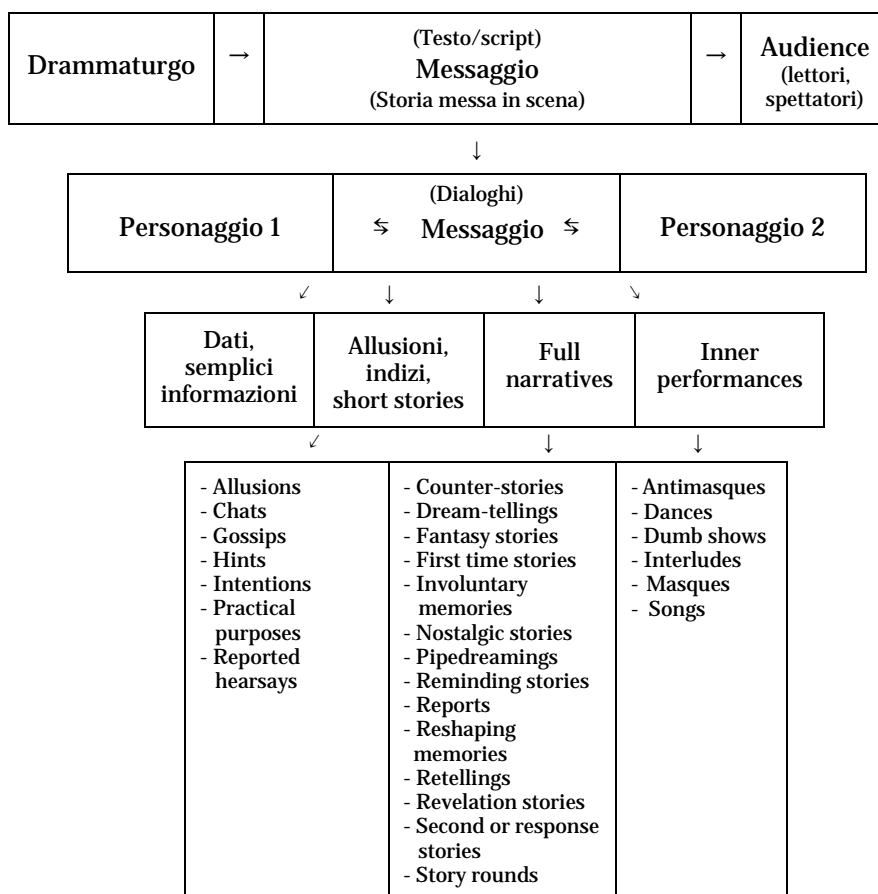 Drammaturgo
→
(Testo/script)
Messaggio
(Storia messa in scena)
→
Audience
(lettori,
spettatori)
↓
Personaggio 1
(Dialoghi)
⇆ Messaggio ⇆
Personaggio 2
↙ ↓ ↓ ↘
Dati,
semplici
informazioni
Allusioni,
indizi,
short stories
Full
narratives
Inner
performances
↙ ↓ ↓
- Allusions
- Chats
- Gossips
- Hints
- Intentions
- Practical
purposes
- Reported
hearsays
- Counter-stories
- Dream-tellings
- Fantasy stories
- First time stories
- Involuntary
memories
- Nostalgic stories
- Pipedreamings
- Reminding stories
- Reports
- Reshaping
memories
- Retellings
- Revelation stories
- Second or response
stories
- Story rounds
- Antimasques
- Dances
- Dumb shows
- Interludes
- Masques
- Songs